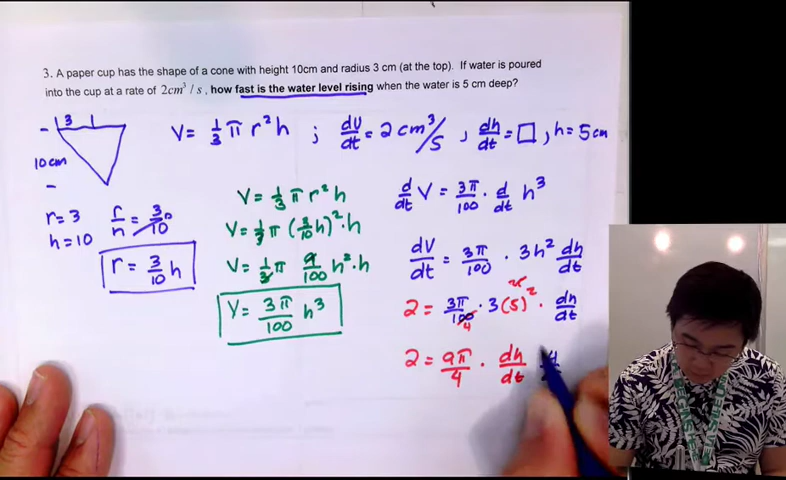 3. A paper cup has the shape of a cone with height 10cm and radius 3 cm (at the top). If water is poured
into the cup at a rate of 2cm³ / s, how fast is the water level rising when the water is 5 cm deep?
3
10cm
V = 1/3 π r²h ; dV/dt = 2 cm³/s , dh/dt = □ , h = 5cm
r = 3
h = 10
r/h = 3/10
r = 3/10 h
V = 1/3 π r² h
V = 1/3 π (3/10 h)² · h
V = 1/3 π 9/100 h² · h
V = 3π/100 h³
d/dt V = 3π/100 · d/dt h³
dV/dt = 3π/100 · 3h² dh/dt
2 = 3π/100 · 3(5)² · dh/dt
25
4
2 = 9π/4 · dh/dt